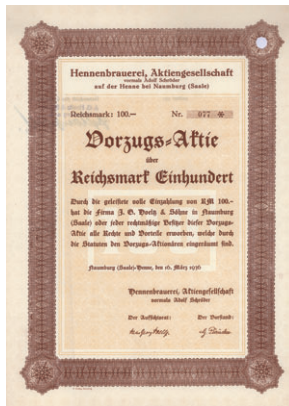 Hennenbrauerei, Aktiengesellschaft
vormals Adolf Schröder
auf der Henne bei Naumburg (Saale)
Reichsmark: 100.— Nr. 077 *
Vorzugs=Aktie
über
Reichsmark Einhundert
Durch die geleistete volle Einzahlung von RM 100.-
hat die Firma J. G. & Söhne in Naumburg
(Saale) oder jeder rechtmäßige Besitzer dieser Vorzugs-
Aktie alle Rechte und Vorteile erworben, welche durch
die Statuten den Vorzugs-Aktionären eingeräumt sind.
Naumburg (Saale)-Henne, den 16. März 1936
Hennenbrauerei, Aktiengesellschaft
vormals Adolf Schröder
Der Aufsichtsrat: Der Vorstand: